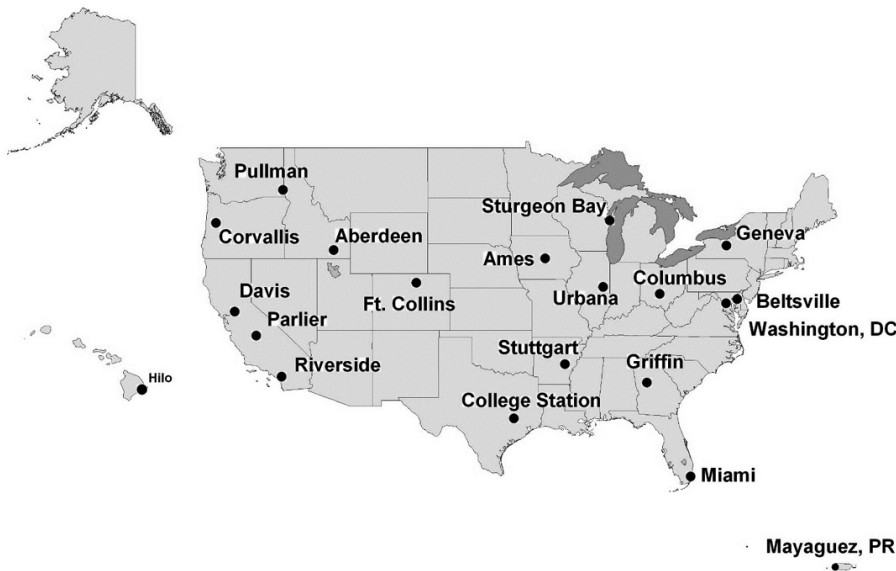 Pullman
Sturgeon Bay
Geneva
Corvallis
Aberdeen
Ames
Columbus
Davis
Ft. Collins
Urbana
Beltsville
Parlier
Washington, DC
Stuttgart
Griffin
Riverside
Hilo
College Station
Miami
Mayaguez, PR